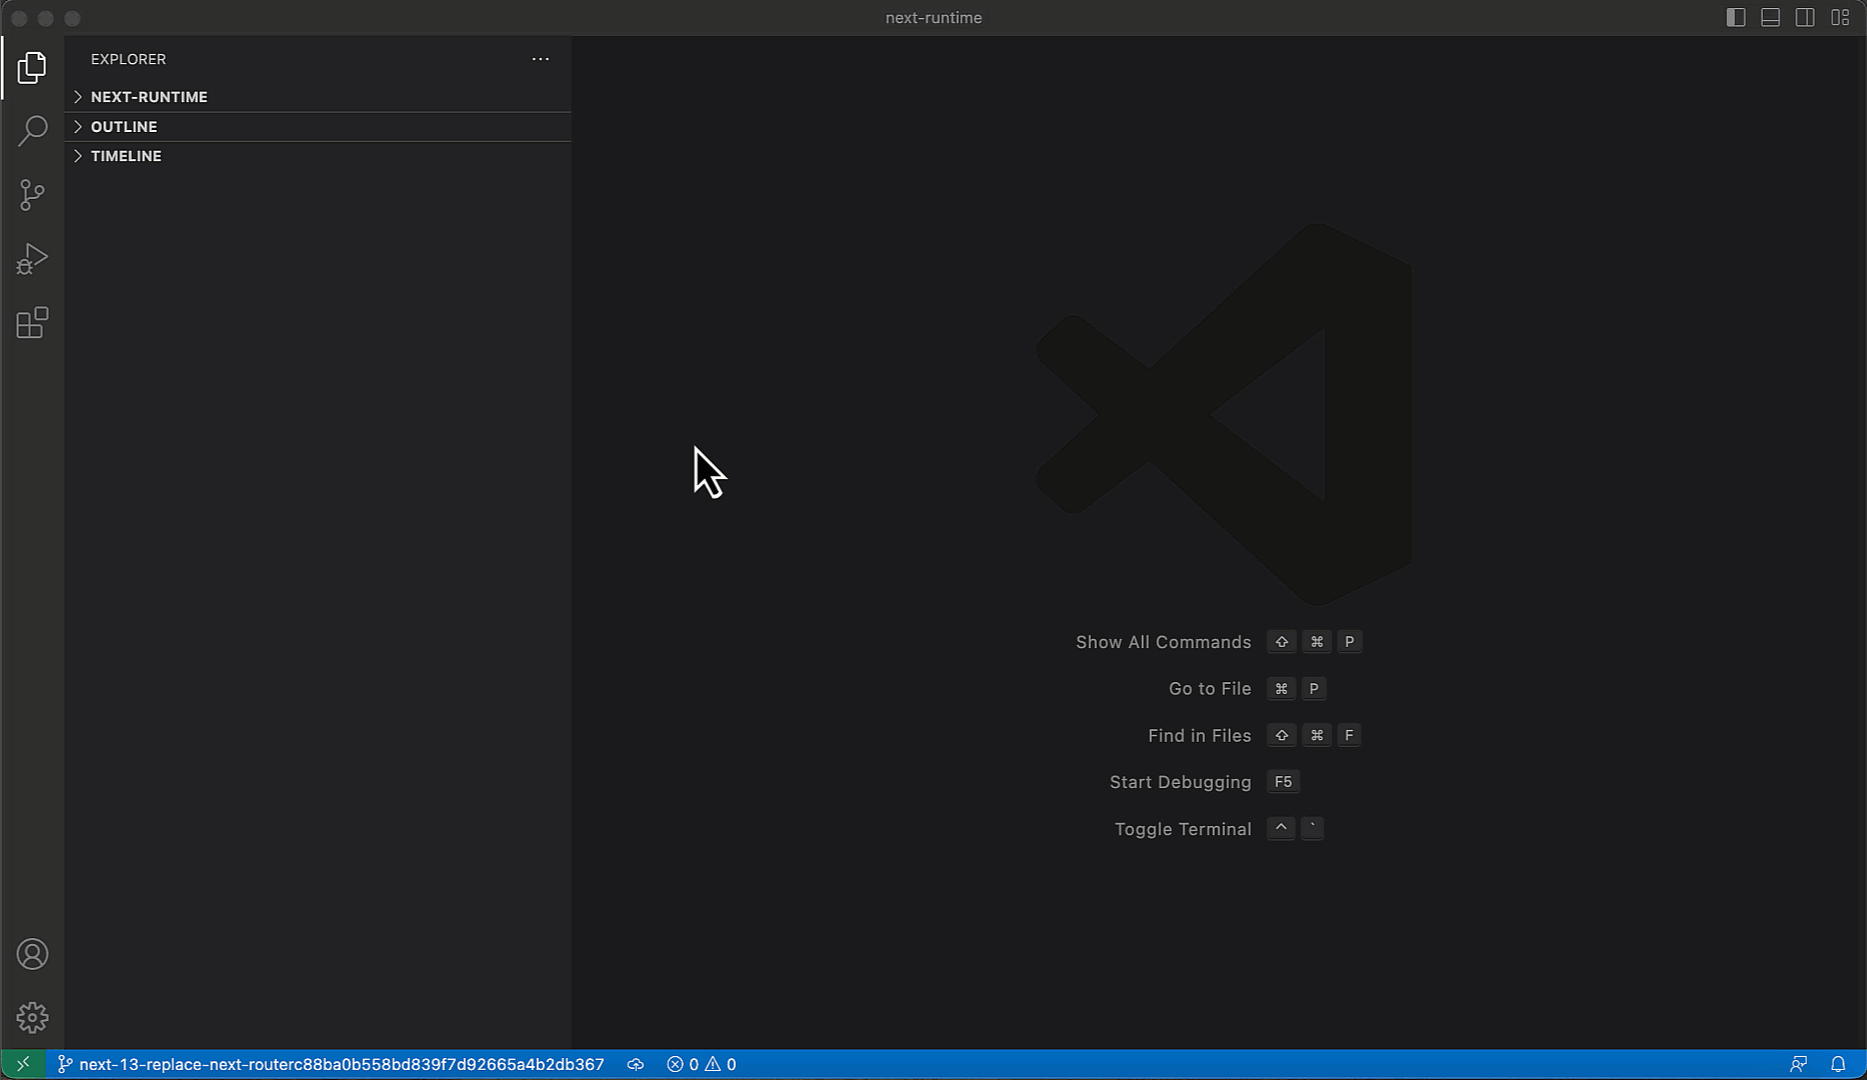 next-runtime
EXPLORER
NEXT-RUNTIME
OUTLINE
TIMELINE
Show All Commands ⇧ ⌘ P
Go to File ⌘ P
Find in Files ⇧ ⌘ F
Start Debugging F5
Toggle Terminal ^ `
next-13-replace-next-routerc88ba0b558bd839f7d92665a4b2db367 0 0